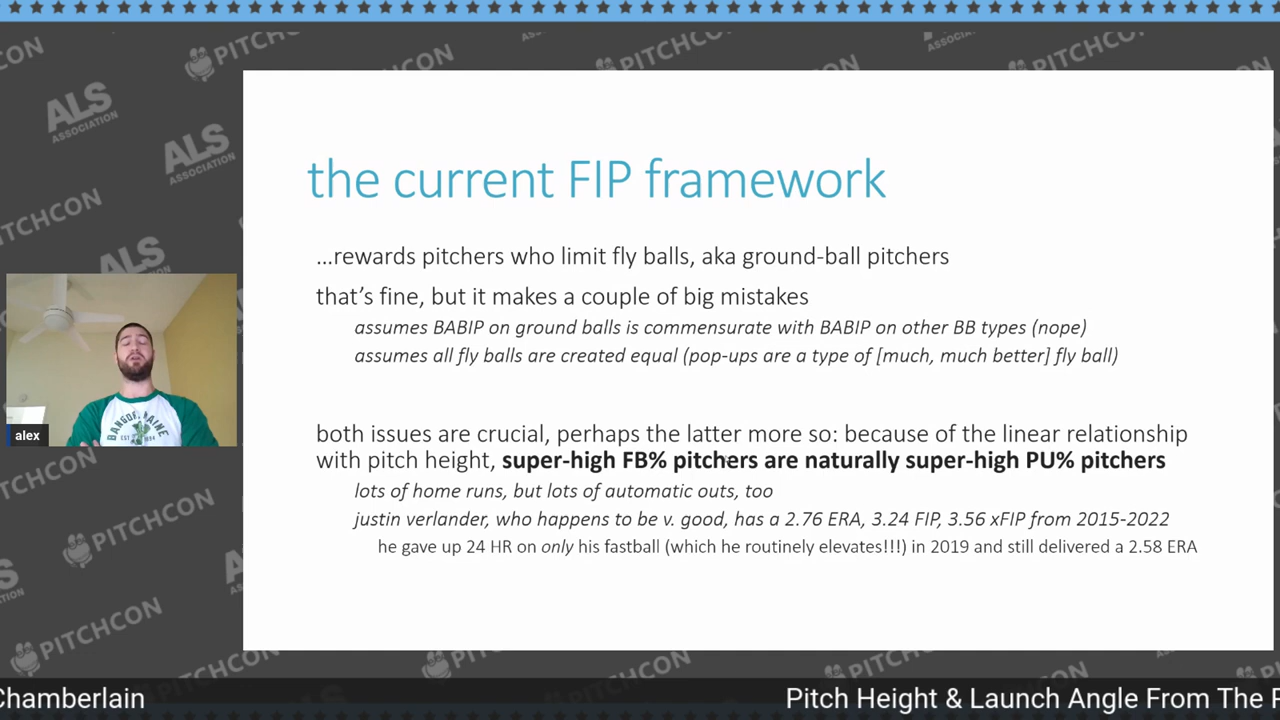 the current FIP framework
...rewards pitchers who limit fly balls, aka ground-ball pitchers
that's fine, but it makes a couple of big mistakes
assumes BABIP on ground balls is commensurate with BABIP on other BB types (nope)
assumes all fly balls are created equal (pop-ups are a type of [much, much better] fly ball)
both issues are crucial, perhaps the latter more so: because of the linear relationship
with pitch height, super-high FB% pitchers are naturally super-high PU% pitchers
lots of home runs, but lots of automatic outs, too
justin verlander, who happens to be v. good, has a 2.76 ERA, 3.24 FIP, 3.56 xFIP from 2015-2022
he gave up 24 HR on only his fastball (which he routinely elevates!!!) in 2019 and still delivered a 2.58 ERA
ALS
ASSOCIATION
ALS
ASSOCIATION
PITCHCON
BANGOR, MAINE
alex
PITCHCON
PITCHCON
Chamberlain
Pitch Height & Launch Angle From The